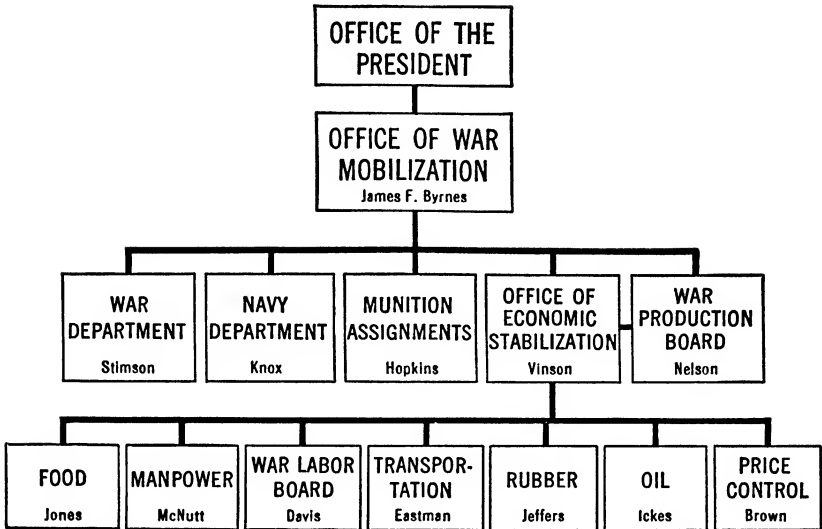 OFFICE OF THE
PRESIDENT
OFFICE OF WAR
MOBILIZATION
James F. Byrnes
WAR
DEPARTMENT
Stimson
NAVY
DEPARTMENT
Knox
MUNITION
ASSIGNMENTS
Hopkins
OFFICE OF
ECONOMIC
STABILIZATION
Vinson
WAR
PRODUCTION
BOARD
Nelson
FOOD
Jones
MANPOWER
McNutt
WAR LABOR
BOARD
Davis
TRANSPOR-
TATION
Eastman
RUBBER
Jeffers
OIL
Ickes
PRICE
CONTROL
Brown